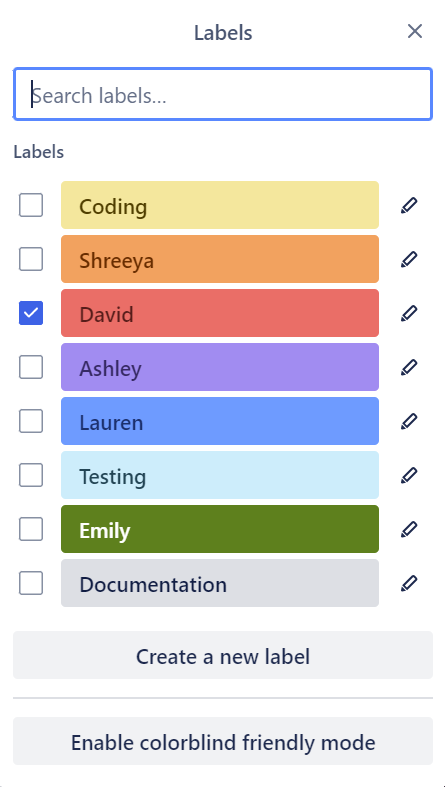 Labels
Search labels...
Labels
Coding
Shreeya
David
Ashley
Lauren
Testing
Emily
Documentation
Create a new label
Enable colorblind friendly mode